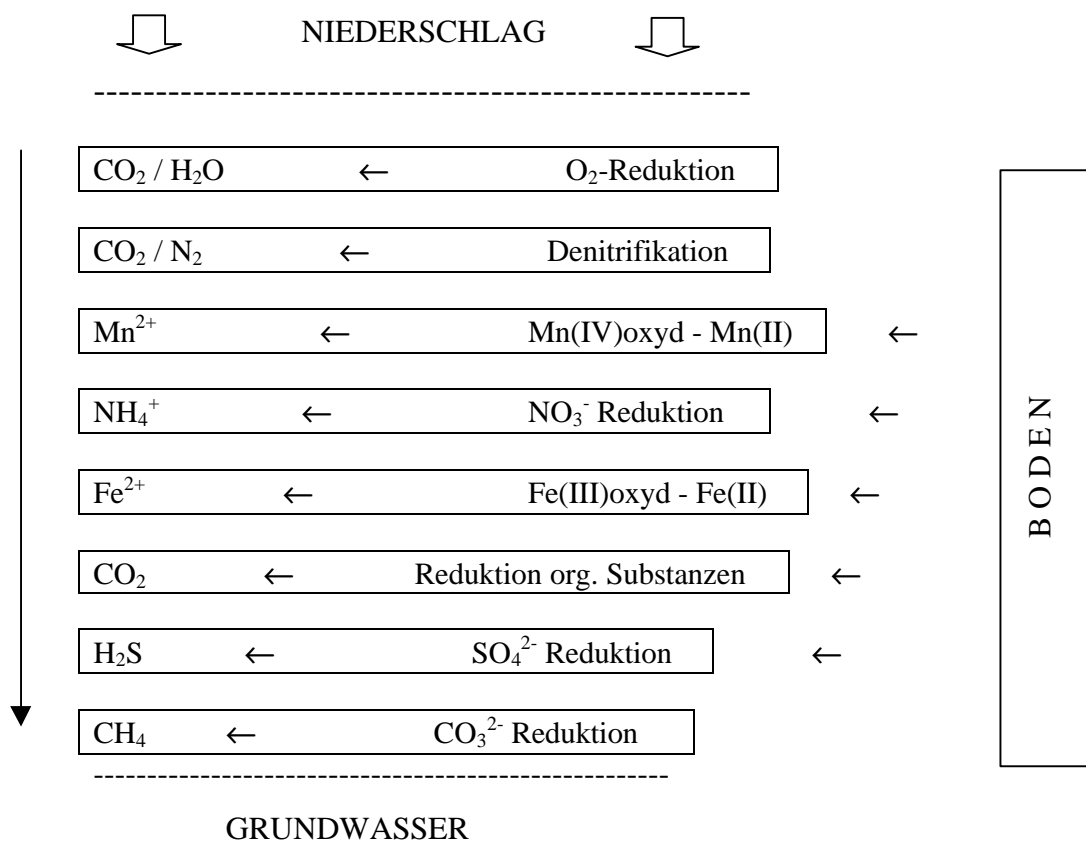 NIEDERSCHLAG
-----------------------------------------------------
CO₂ / H₂O ← O₂-Reduktion
CO₂ / N₂ ← Denitrifikation
Mn²⁺ ← Mn(IV)oxyd - Mn(II) ←
NH₄⁺ ← NO₃⁻ Reduktion ←
Fe²⁺ ← Fe(III)oxyd - Fe(II) ←
CO₂ ← Reduktion org. Substanzen ←
H₂S ← SO₄²⁻ Reduktion ←
CH₄ ← CO₃²⁻ Reduktion
-----------------------------------------------
GRUNDWASSER
B O D E N